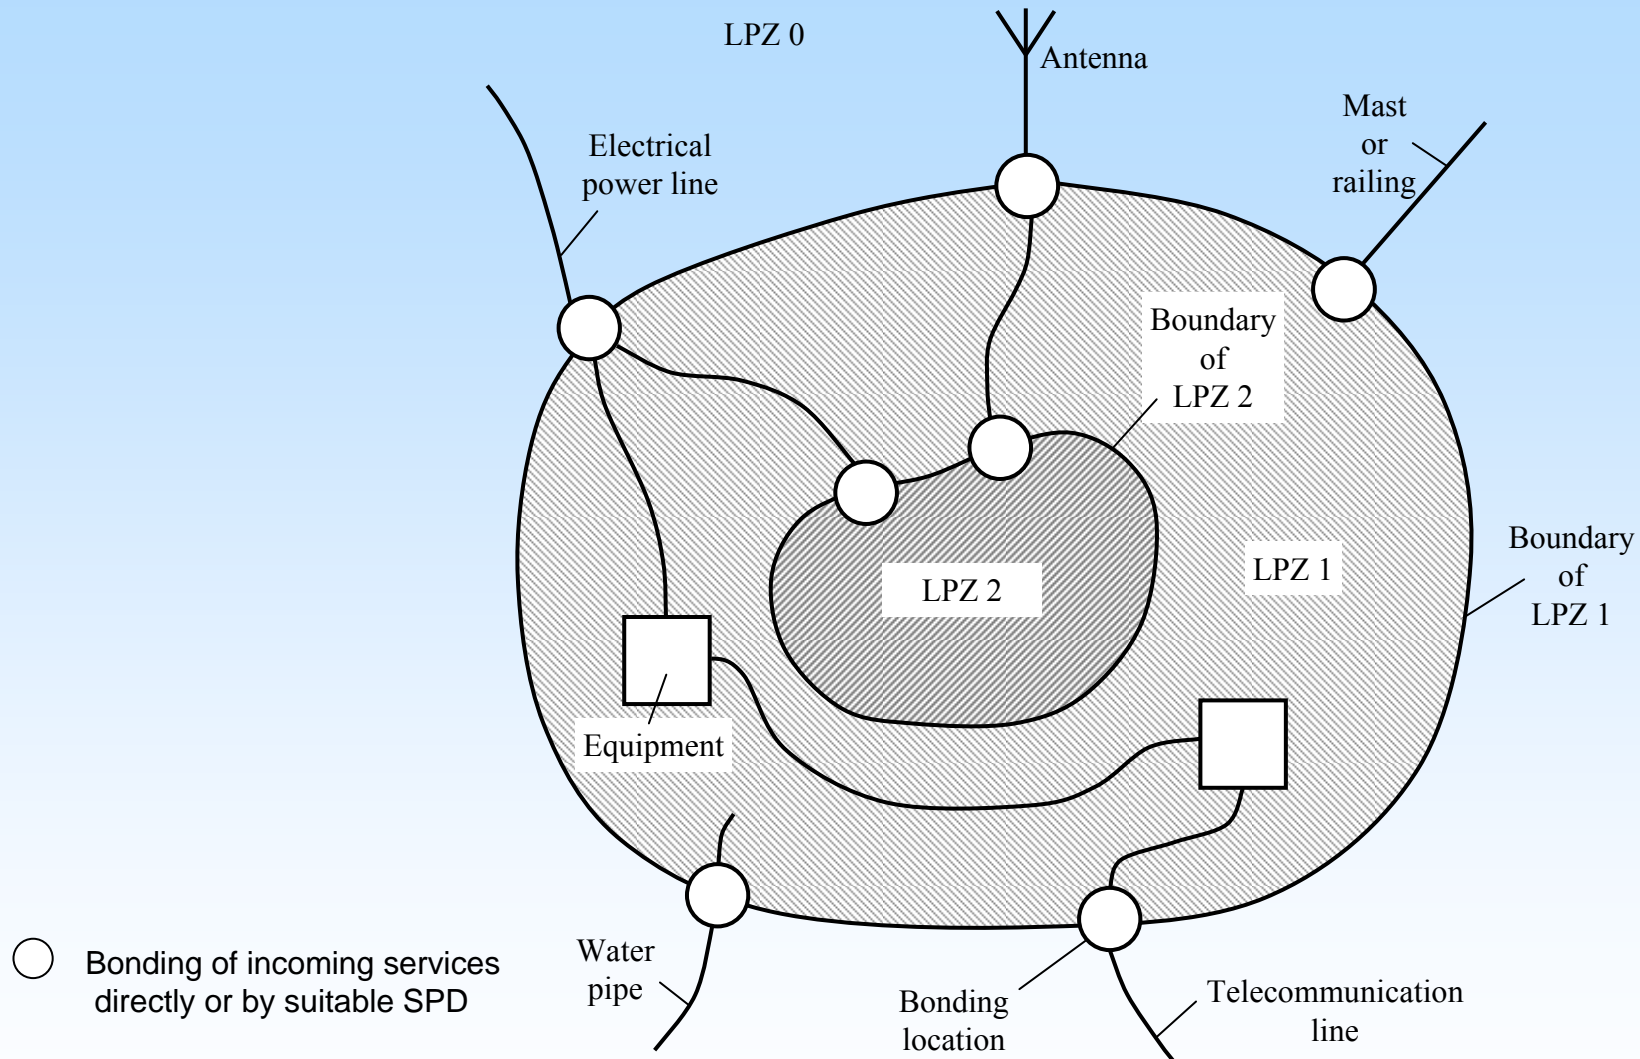 LPZ 0
Antenna
Mast
or
railing
Electrical
power line
Boundary
of
LPZ 2
LPZ 2
LPZ 1
Boundary
of
LPZ 1
Equipment
Water
pipe
Bonding
location
Telecommunication
line
Bonding of incoming services
directly or by suitable SPD